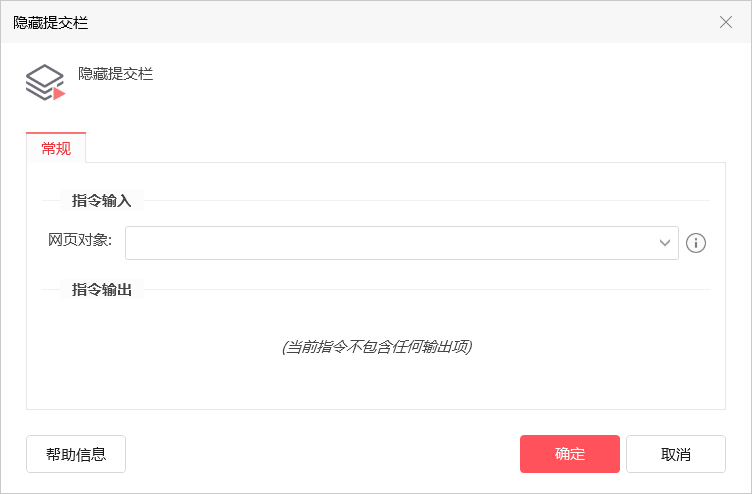 隐藏提交栏
隐藏提交栏
常规
指令输入
网页对象:
指令输出
(当前指令不包含任何输出项)
帮助信息
确定
取消